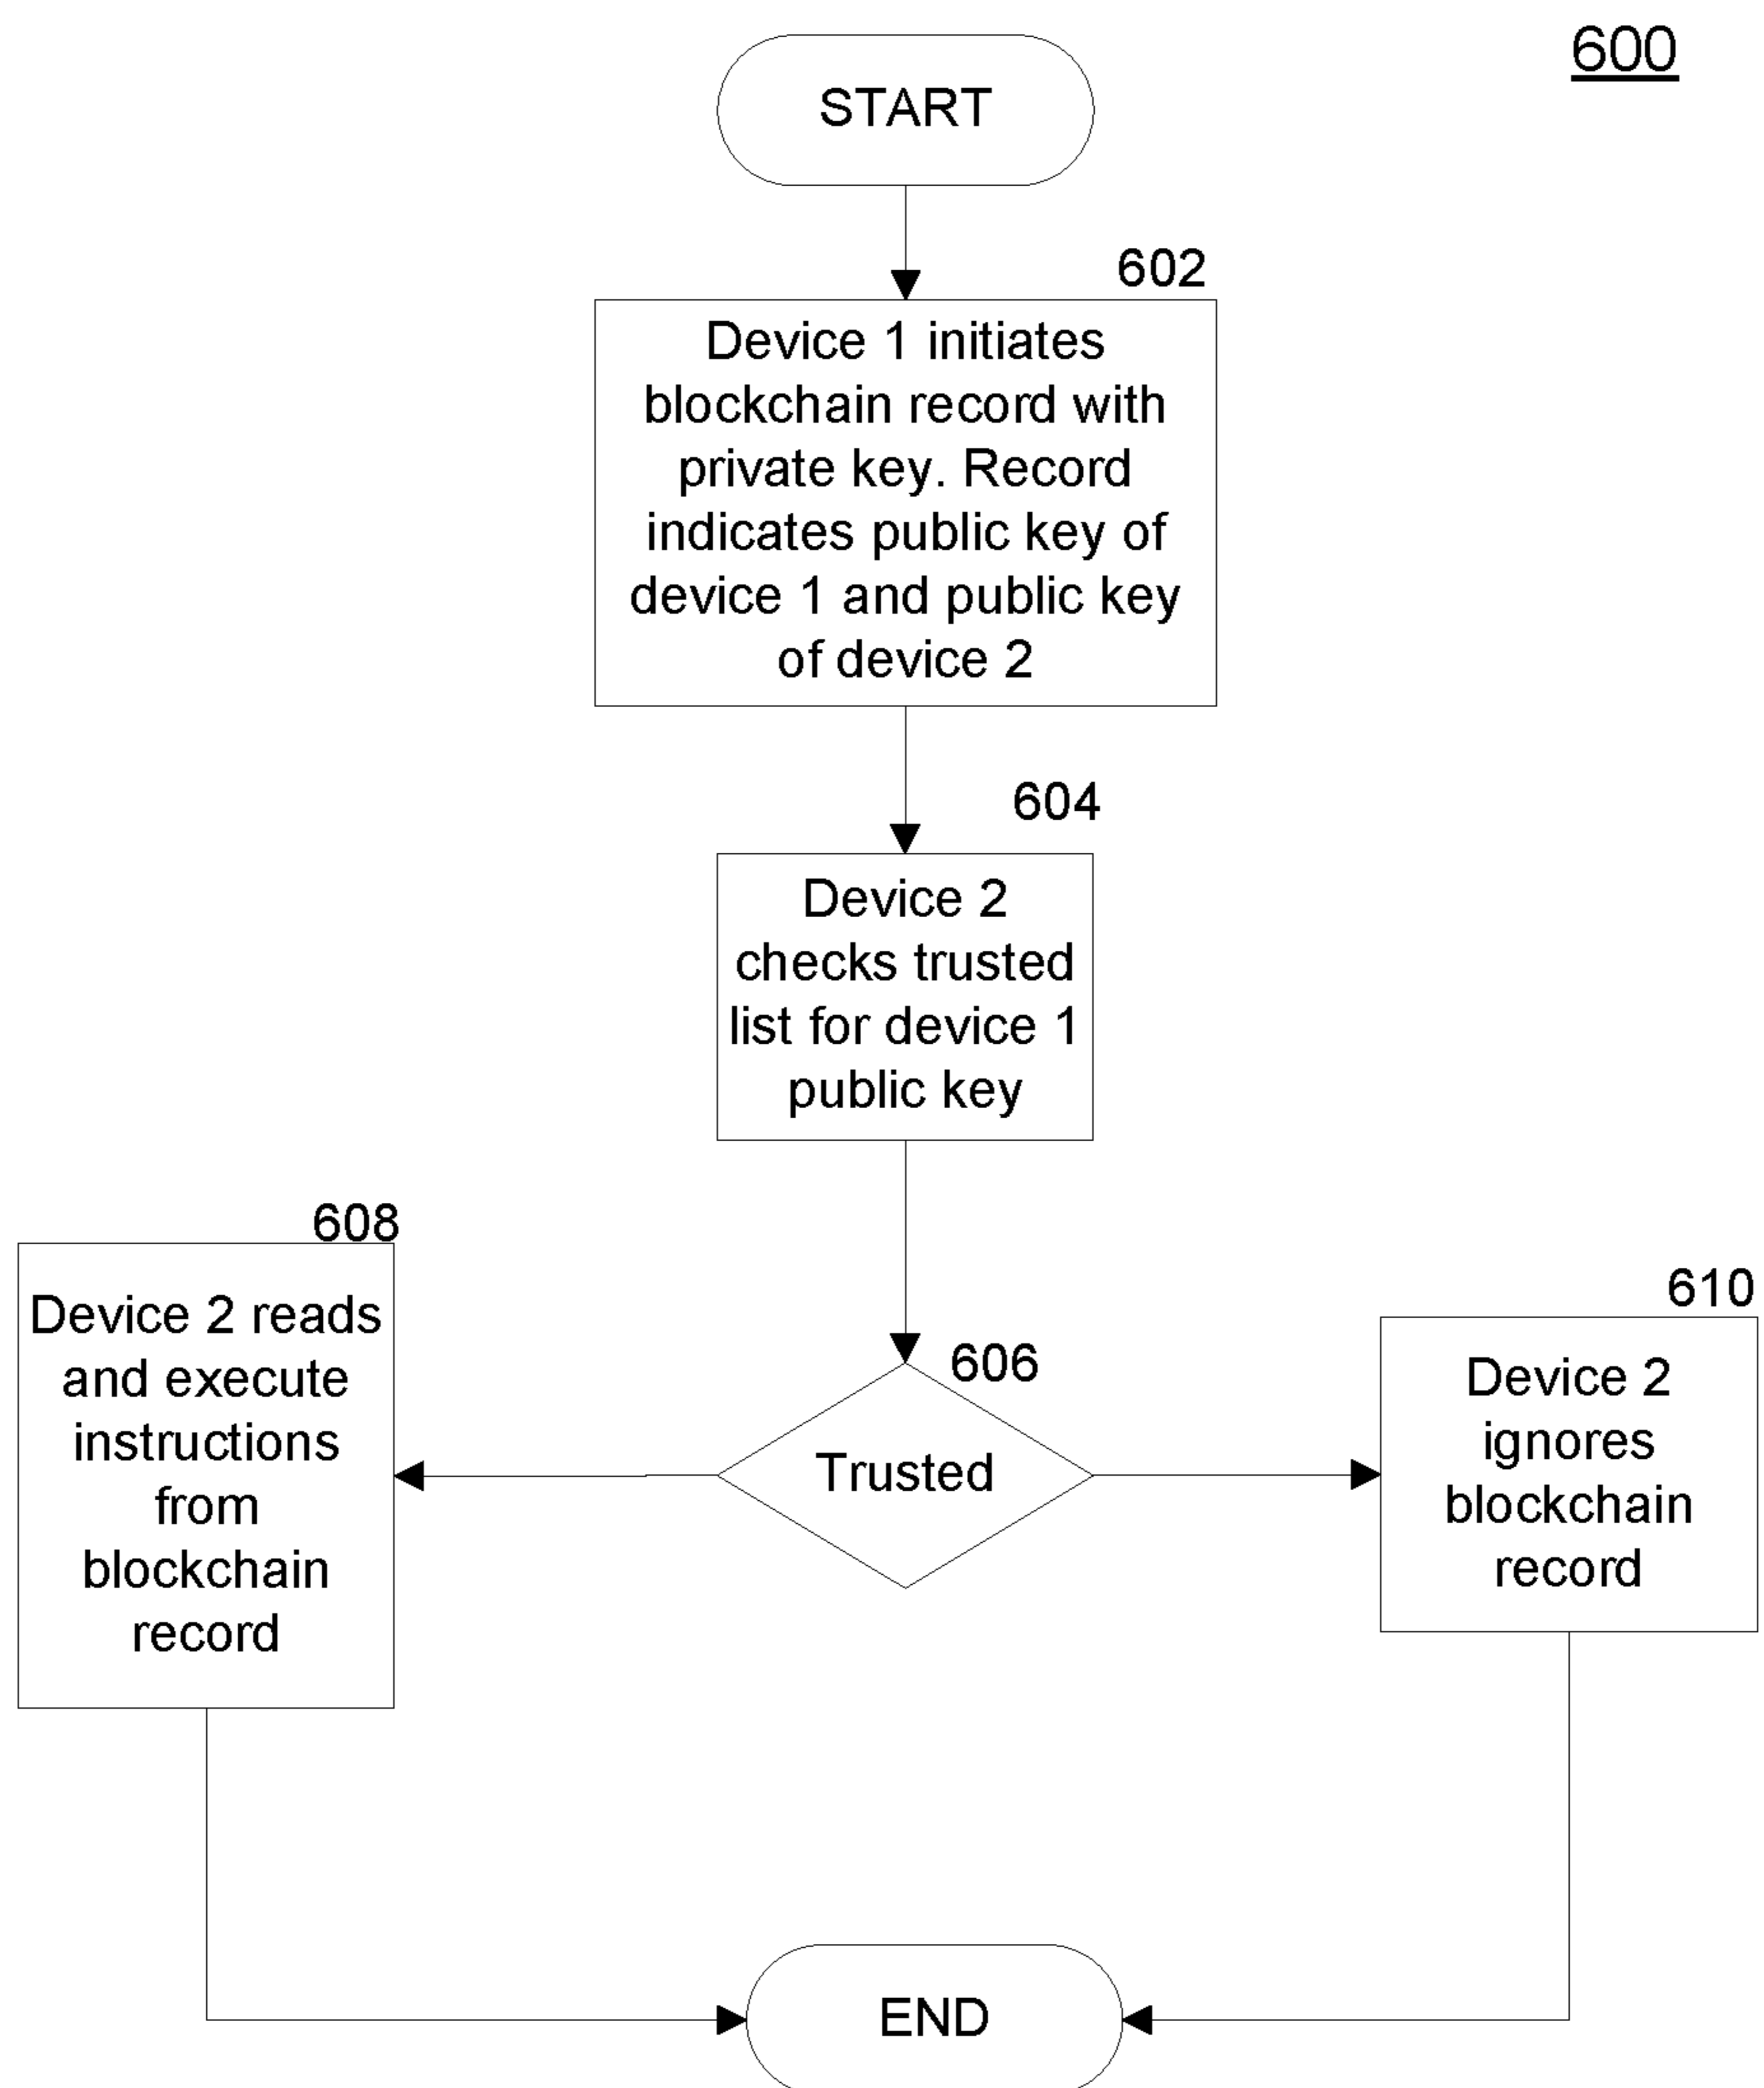 600
START
602
Device 1 initiates
blockchain record with
private key. Record
indicates public key of
device 1 and public key
of device 2
604
Device 2
checks trusted
list for device 1
public key
608
Device 2 reads
and execute
instructions
from
blockchain
record
606
Trusted
610
Device 2
ignores
blockchain
record
END